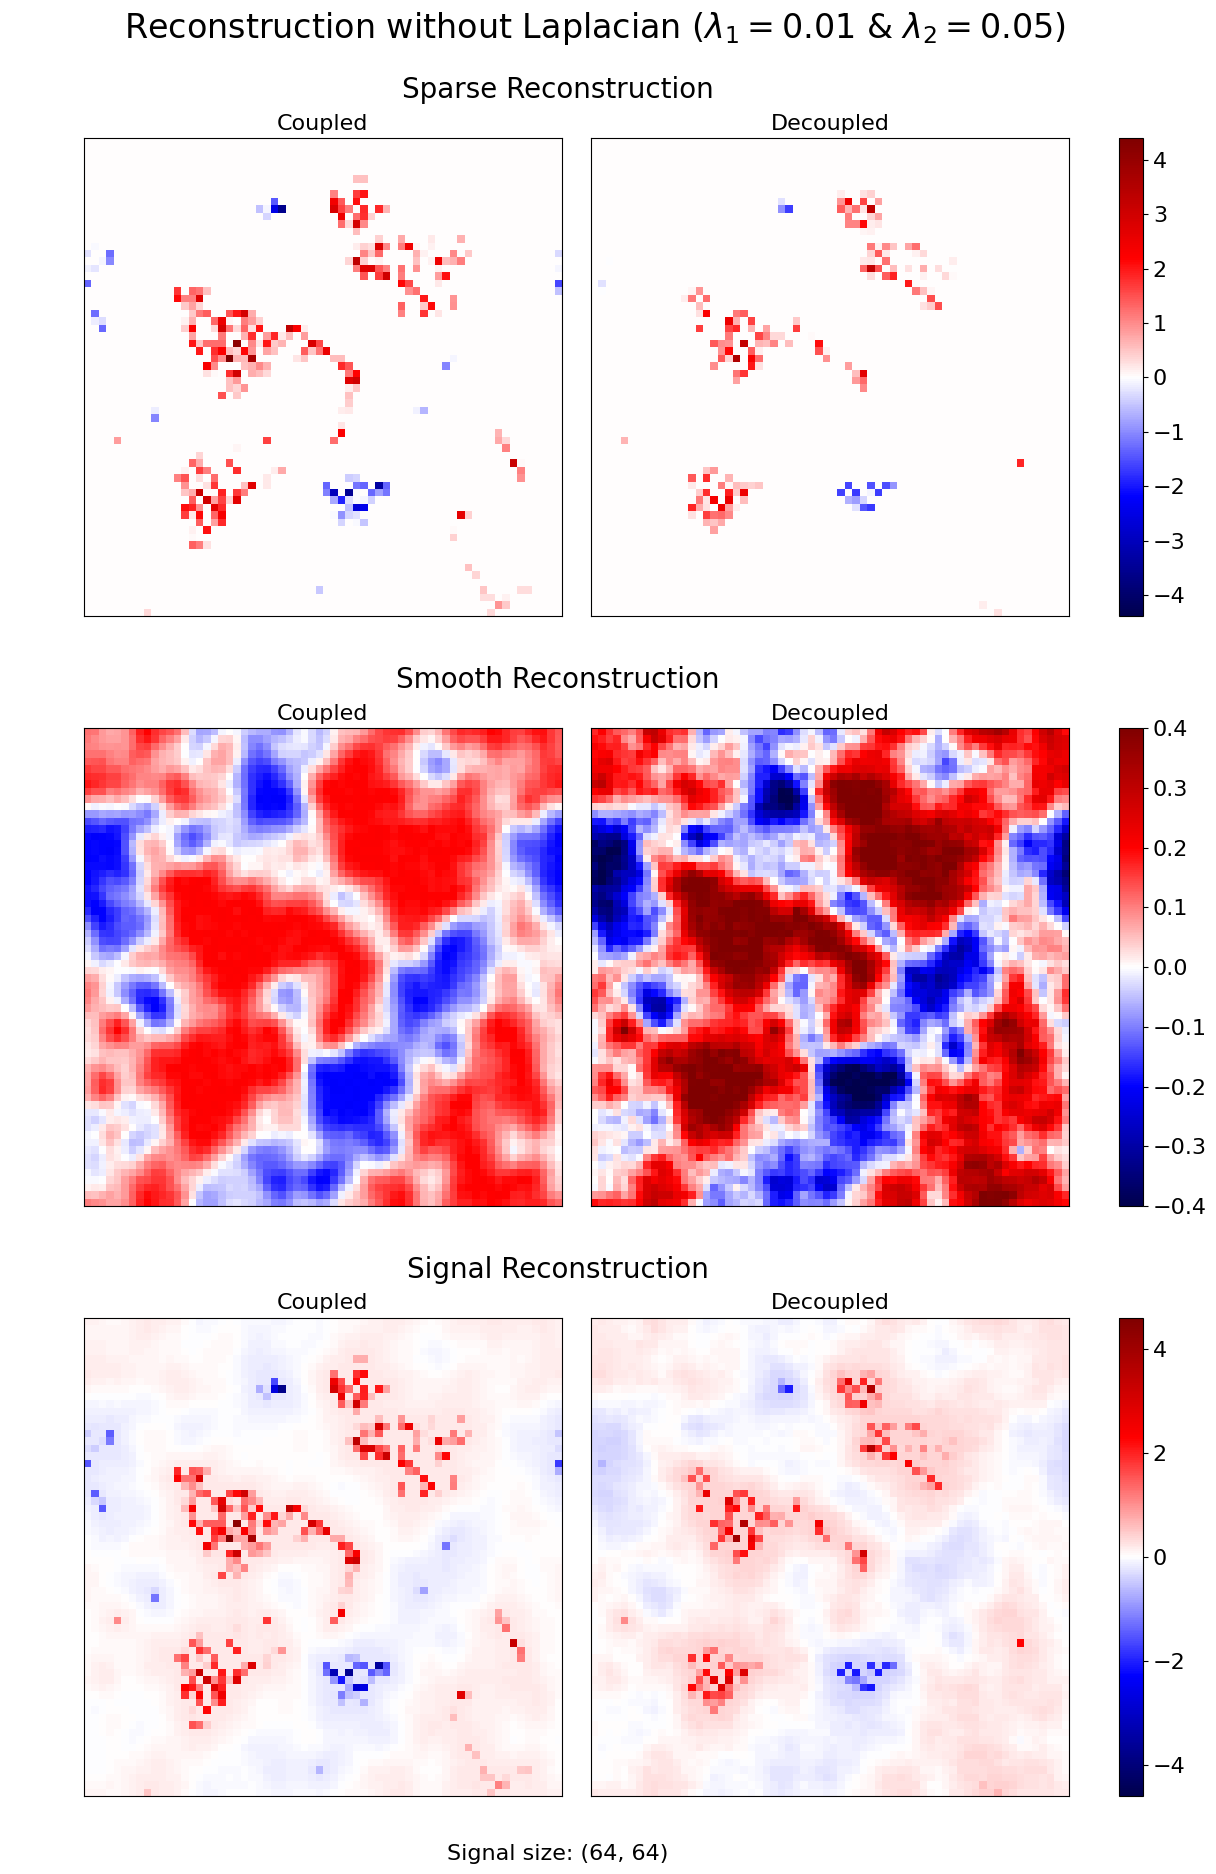 Reconstruction without Laplacian (λ₁ = 0.01 & λ₂ = 0.05)
Sparse Reconstruction
Coupled
Decoupled
4
3
2
1
0
−1
−2
−3
−4
Smooth Reconstruction
Coupled
Decoupled
0.4
0.3
0.2
0.1
0.0
−0.1
−0.2
−0.3
−0.4
Signal Reconstruction
Coupled
Decoupled
4
2
0
−2
−4
Signal size: (64, 64)